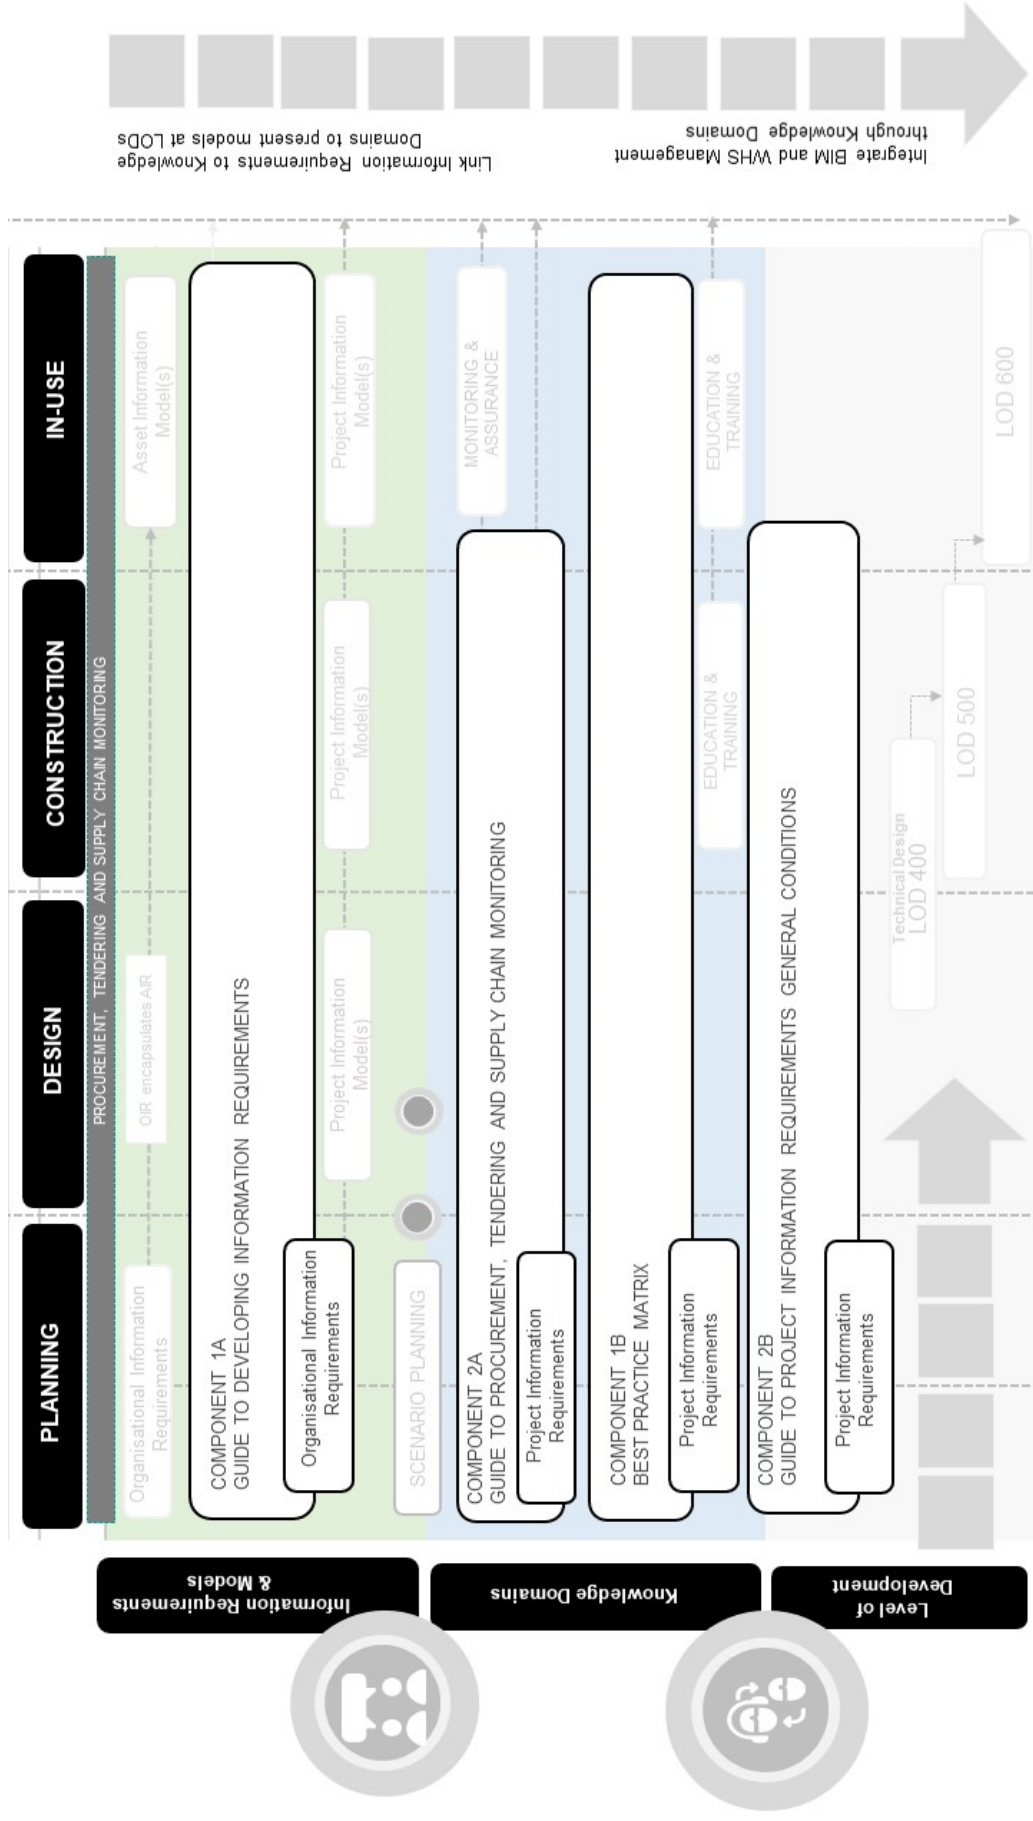 PLANNING
DESIGN
CONSTRUCTION
IN-USE
PROCUREMENT, TENDERING AND SUPPLY CHAIN MONITORING
Information Requirements
& Models
Organisational Information
Requirements
OIR encapsulates AIR
Asset Information
Model(s)
COMPONENT 1A
GUIDE TO DEVELOPING INFORMATION REQUIREMENTS
Organisational Information
Requirements
Project Information
Model(s)
Project Information
Model(s)
Project Information
Model(s)
SCENARIO PLANNING
Knowledge Domains
COMPONENT 2A
GUIDE TO PROCUREMENT, TENDERING AND SUPPLY CHAIN MONITORING
Project Information
Requirements
MONITORING &
ASSURANCE
COMPONENT 1B
BEST PRACTICE MATRIX
Project Information
Requirements
EDUCATION &
TRAINING
EDUCATION &
TRAINING
Level of
Development
COMPONENT 2B
GUIDE TO PROJECT INFORMATION REQUIREMENTS GENERAL CONDITIONS
Project Information
Requirements
Technical Design
LOD 400
LOD 500
LOD 600
Link Information Requirements to Knowledge
Domains to present models at LODs
Integrate BIM and WHS Management
through Knowledge Domains